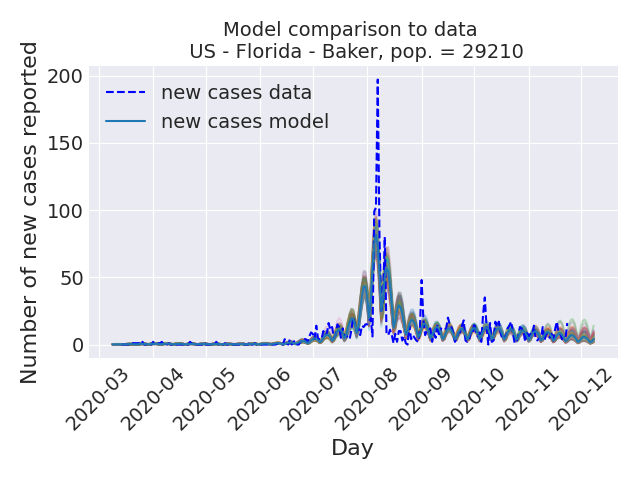 Model comparison to data
US - Florida - Baker, pop. = 29210
Number of new cases reported
200
150
100
50
0
new cases data
new cases model
2020-03
2020-04
2020-05
2020-06
2020-07
2020-08
2020-09
2020-10
2020-11
2020-12
Day